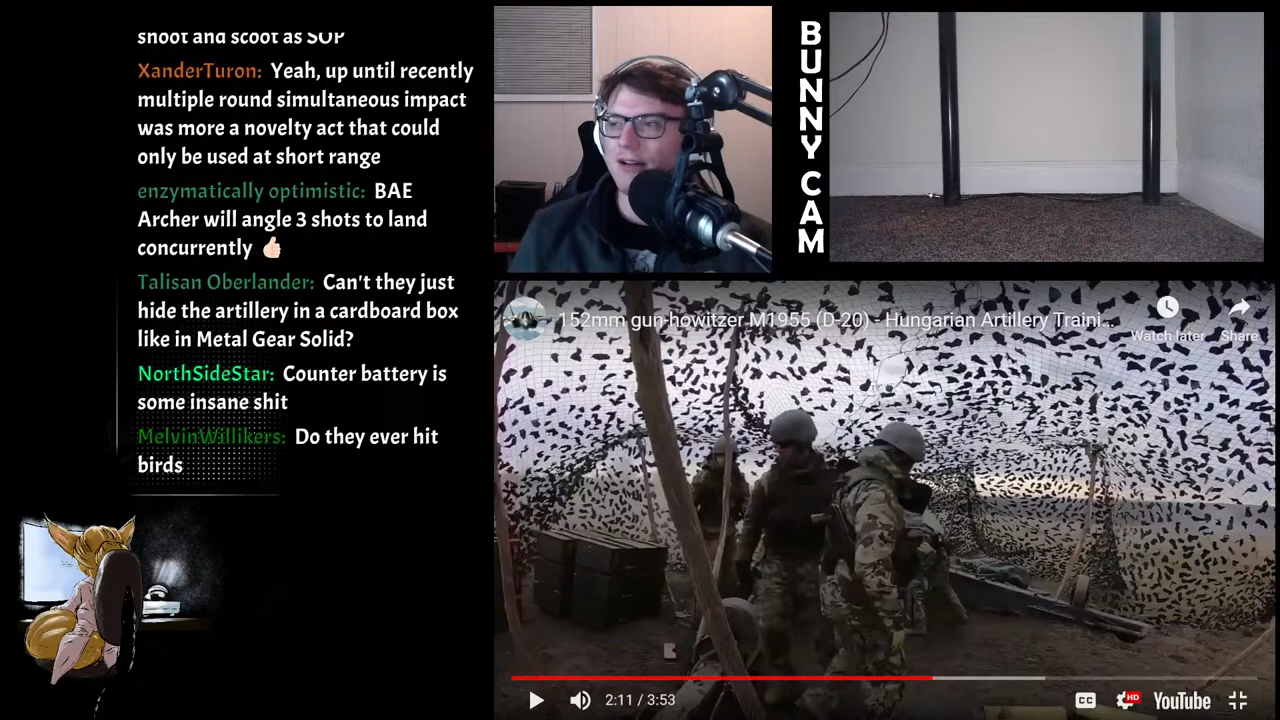 shoot and scoot as SOP
XanderTuron: Yeah, up until recently
multiple round simultaneous impact
was more a novelty act that could
only be used at short range
enzymatically optimistic: BAE
Archer will angle 3 shots to land
concurrently 👍🏻
Talisan Oberlander: Can't they just
hide the artillery in a cardboard box
like in Metal Gear Solid?
NorthSideStar: Counter battery is
some insane shit
MelvinWillikers: Do they ever hit
birds
BUNNY CAM
152mm gun-howitzer M1955 (D-20) - Hungarian Artillery Traini...
Watch later
Share
2:11 / 3:53
CC
HD
YouTube